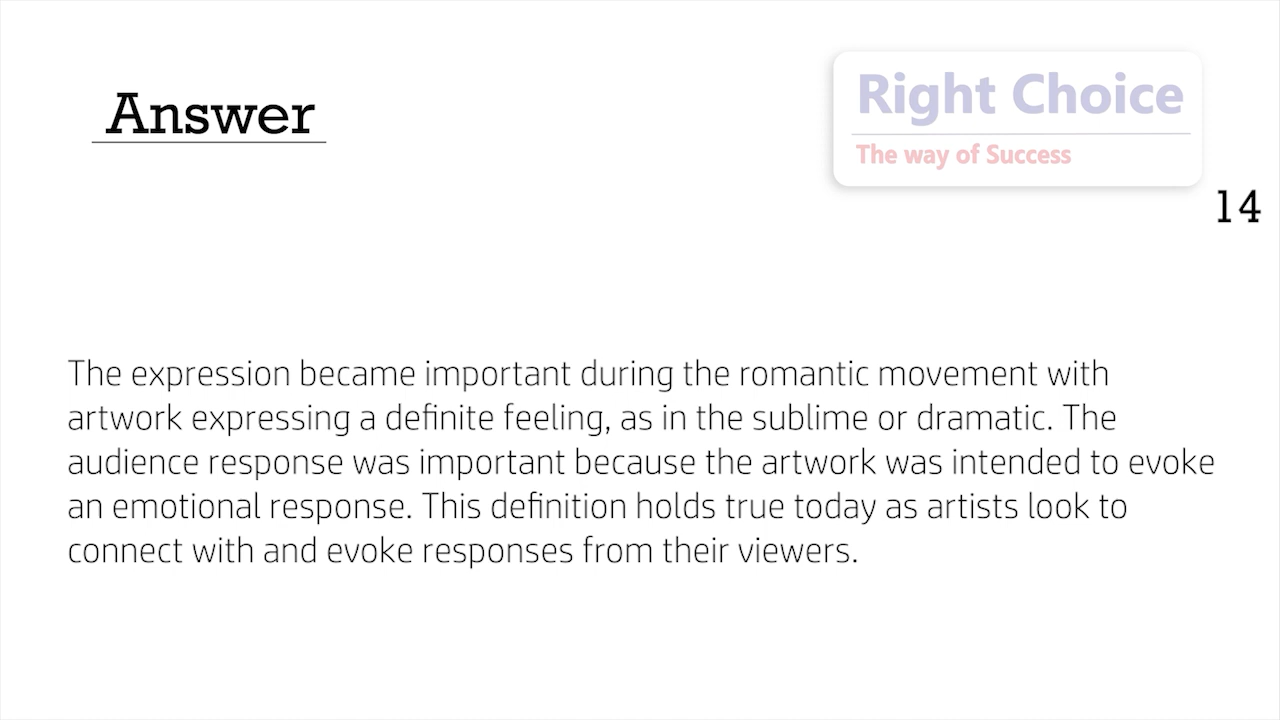 Answer
Right Choice
The way of Success
14
The expression became important during the romantic movement with
artwork expressing a definite feeling, as in the sublime or dramatic. The
audience response was important because the artwork was intended to evoke
an emotional response. This definition holds true today as artists look to
connect with and evoke responses from their viewers.